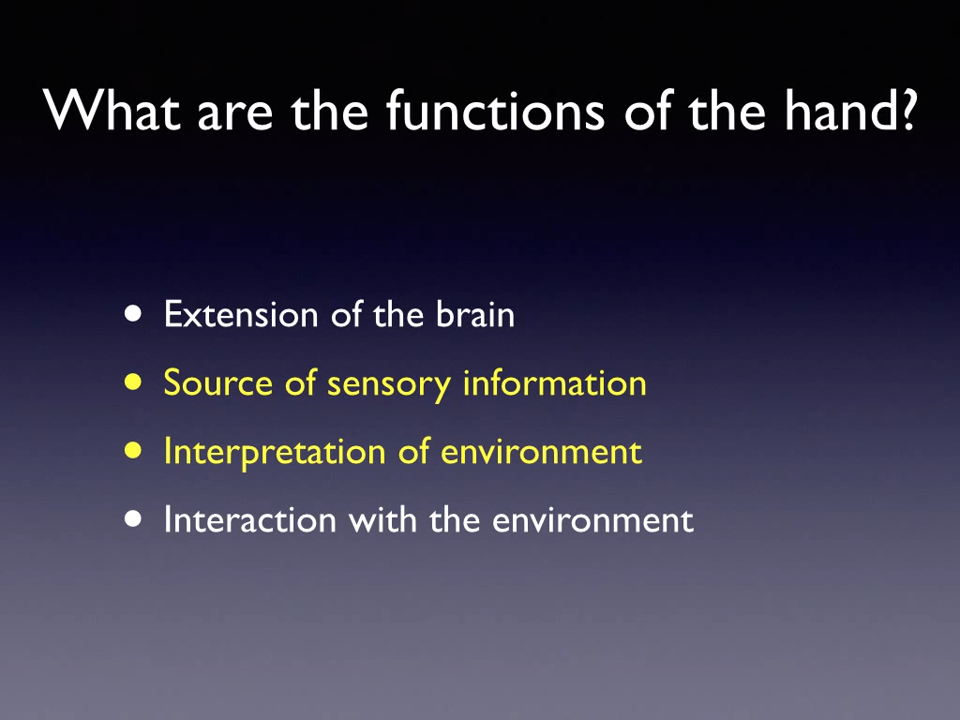 What are the functions of the hand?
• Extension of the brain
• Source of sensory information
• Interpretation of environment
• Interaction with the environment